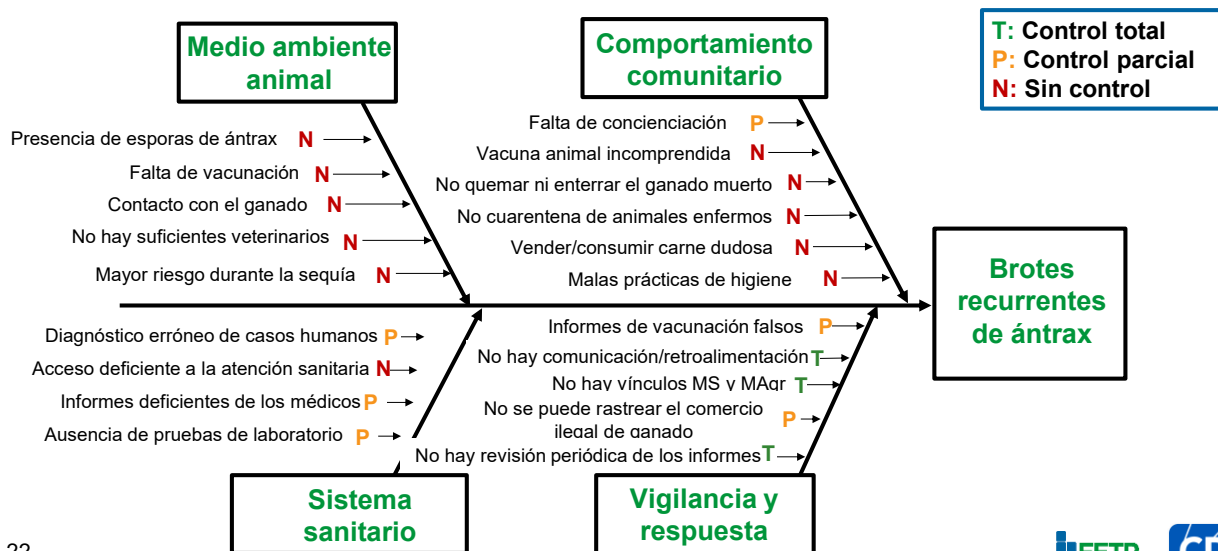 Medio ambiente
animal
Comportamiento
comunitario
T: Control total
P: Control parcial
N: Sin control
Presencia de esporas de ántrax N
Falta de vacunación N
Contacto con el ganado N
No hay suficientes veterinarios N
Mayor riesgo durante la sequía N
Falta de concienciación P
Vacuna animal incomprendida N
No quemar ni enterrar el ganado muerto N
No cuarentena de animales enfermos N
Vender/consumir carne dudosa N
Malas prácticas de higiene N
Brotes
recurrentes
de ántrax
Diagnóstico erróneo de casos humanos P
Acceso deficiente a la atención sanitaria N
Informes deficientes de los médicos P
Ausencia de pruebas de laboratorio P
Informes de vacunación falsos P
No hay comunicación/retroalimentación T
No hay vínculos MS y MAgr T
No se puede rastrear el comercio
ilegal de ganado P
No hay revisión periódica de los informes T
Sistema
sanitario
Vigilancia y
respuesta
22
FETP